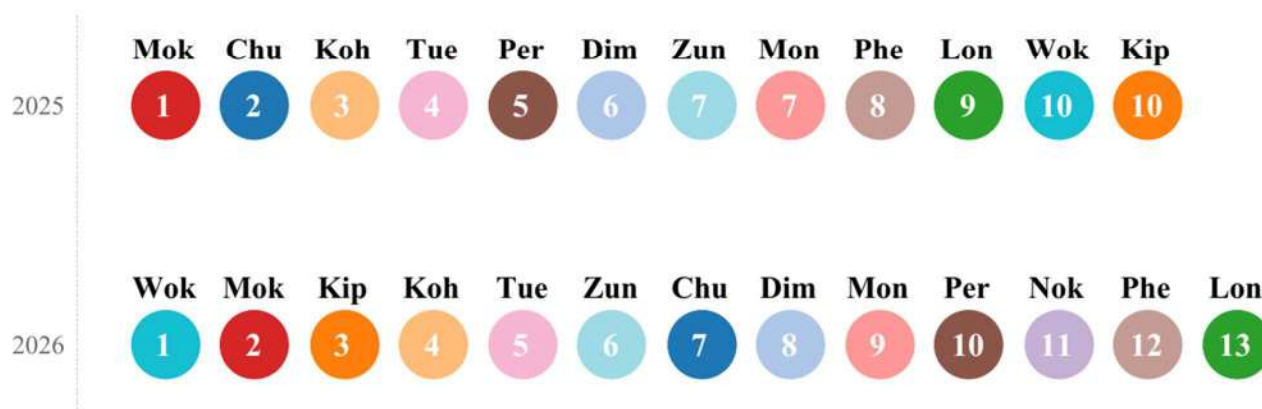 Mok Chu Koh Tue Per Dim Zun Mon Phe Lon Wok Kip
2025 1 2 3 4 5 6 7 7 8 9 10 10
Wok Mok Kip Koh Tue Zun Chu Dim Mon Per Nok Phe Lon
2026 1 2 3 4 5 6 7 8 9 10 11 12 13